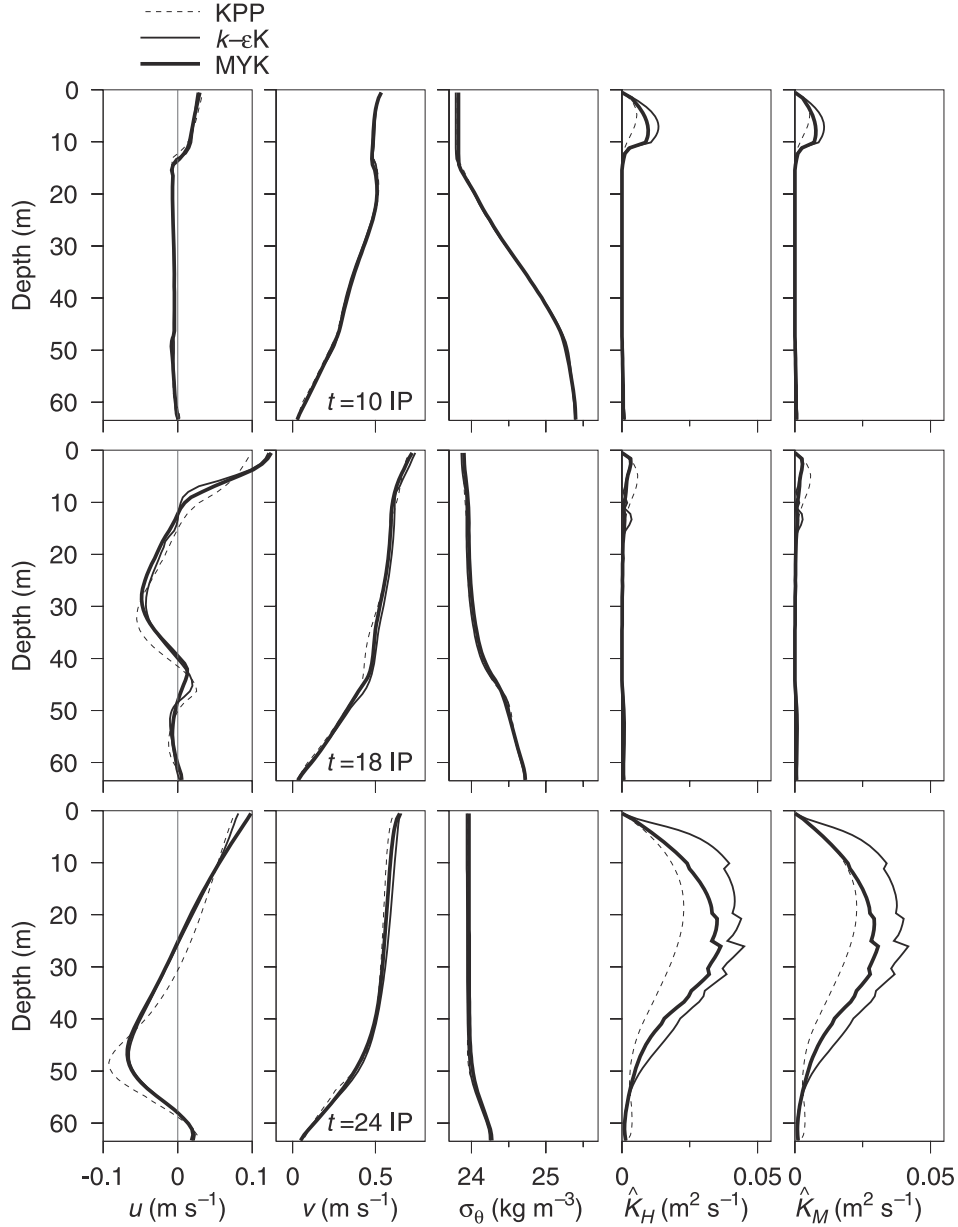 KPP
k–εK
MYK
0
10
20
30
40
50
60
Depth (m)
t=10 IP
0
10
20
30
40
50
60
Depth (m)
t=18 IP
0
10
20
30
40
50
60
Depth (m)
t=24 IP
-0.1 0 0.1 0 0.5 24 25 0 0.05 0 0.05
u (m s⁻¹) v (m s⁻¹) σθ (kg m⁻³) K̂H (m² s⁻¹) K̂M (m² s⁻¹)